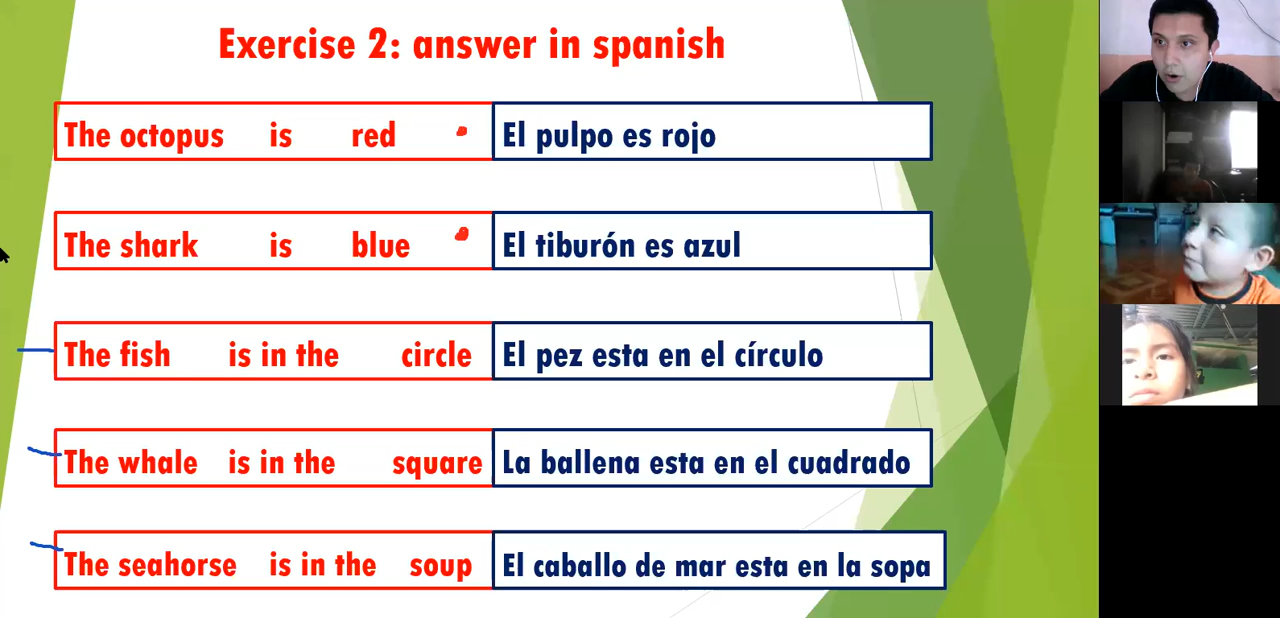 Exercise 2: answer in spanish
The octopus is red El pulpo es rojo
The shark is blue El tiburón es azul
The fish is in the circle El pez esta en el círculo
The whale is in the square La ballena esta en el cuadrado
The seahorse is in the soup El caballo de mar esta en la sopa